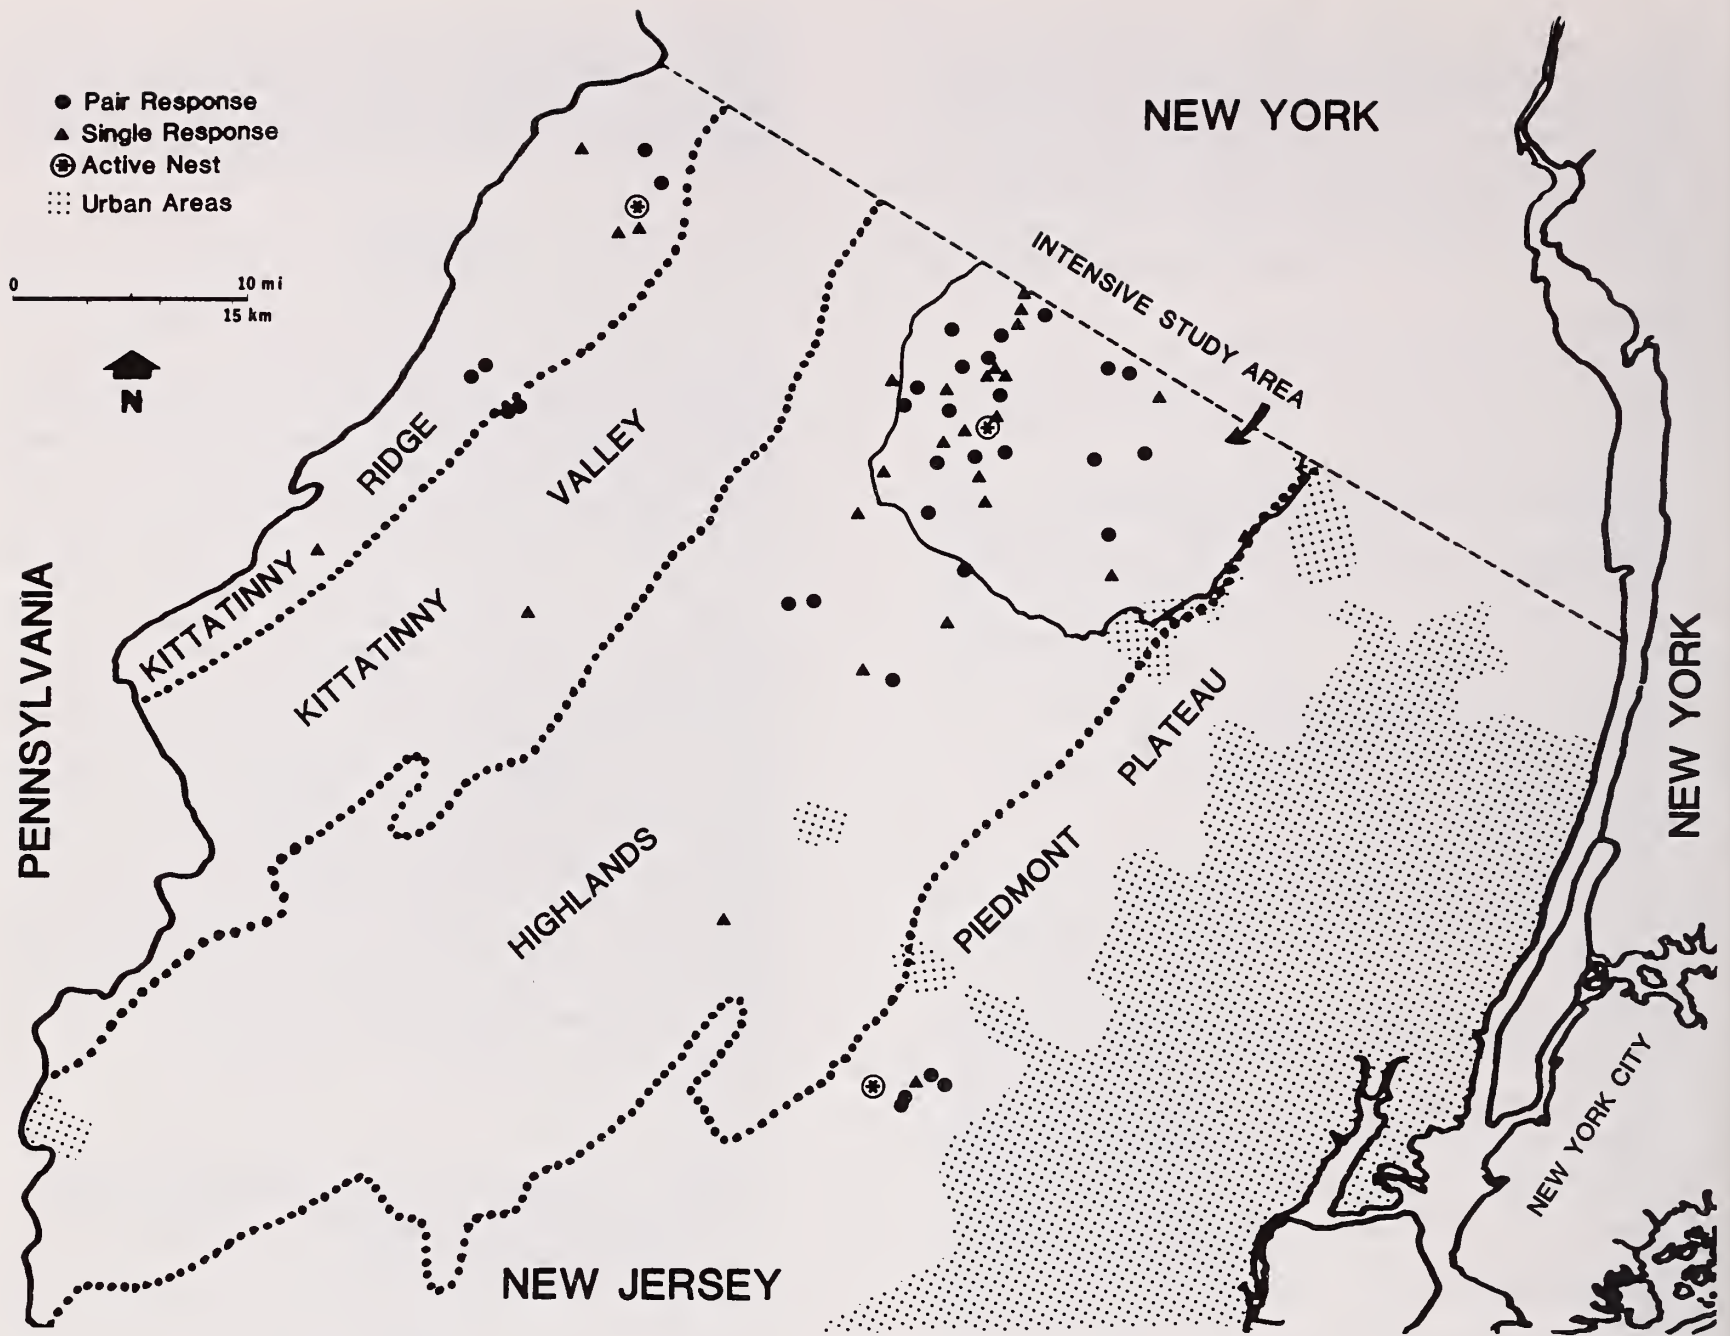 Pair Response
Single Response
Active Nest
Urban Areas
0 10 mi
15 km
N
NEW YORK
INTENSIVE STUDY AREA
RIDGE
VALLEY
KITTATINNY
KITTATINNY
PENNSYLVANIA
NEW YORK
PLATEAU
PIEDMONT
HIGHLANDS
NEW YORK CITY
NEW JERSEY